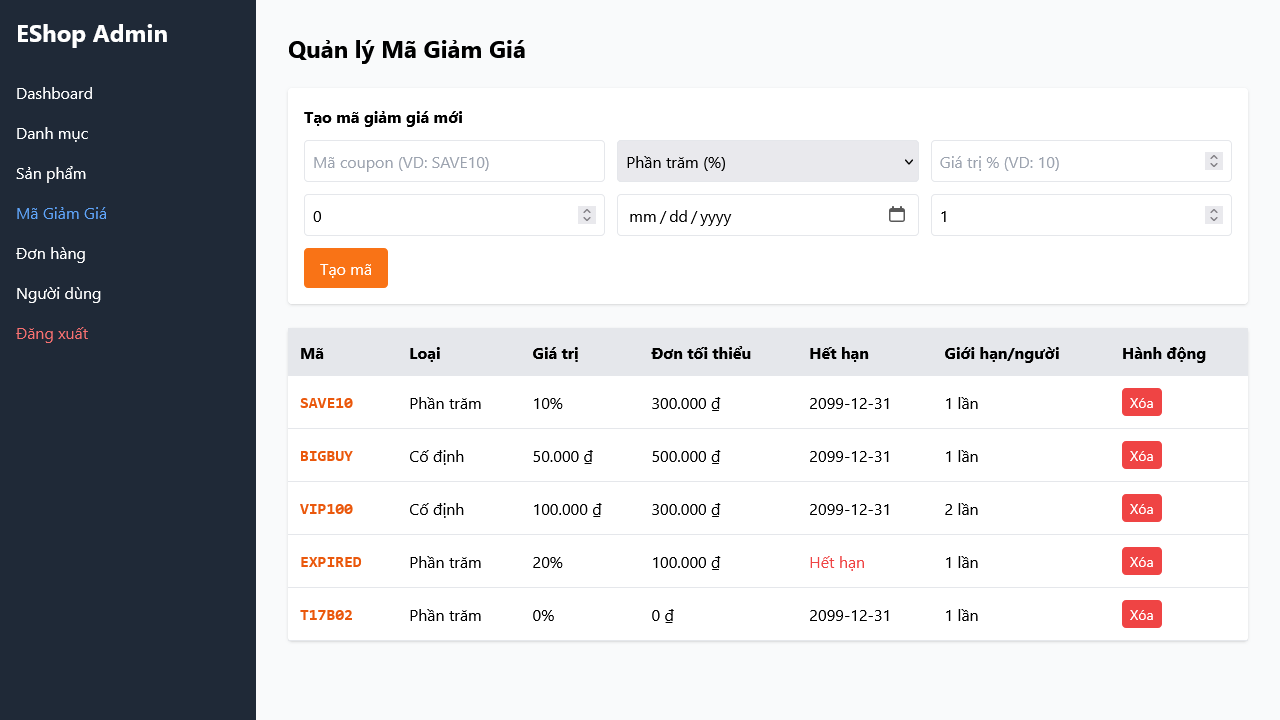 EShop Admin
Dashboard
Danh mục
Sản phẩm
Mã Giảm Giá
Đơn hàng
Người dùng
Đăng xuất
Quản lý Mã Giảm Giá
Tạo mã giảm giá mới
Mã coupon (VD: SAVE10) Phần trăm (%) Giá trị % (VD: 10)
0 mm/dd/yyyy 1
Tạo mã
Mã Loại Giá trị Đơn tối thiểu Hết hạn Giới hạn/người Hành động
SAVE10 Phần trăm 10% 300.000 ₫ 2099-12-31 1 lần Xóa
BIGBUY Cố định 50.000 ₫ 500.000 ₫ 2099-12-31 1 lần Xóa
VIP100 Cố định 100.000 ₫ 300.000 ₫ 2099-12-31 2 lần Xóa
EXPIRED Phần trăm 20% 100.000 ₫ Hết hạn 1 lần Xóa
T17B02 Phần trăm 0% 0 ₫ 2099-12-31 1 lần Xóa